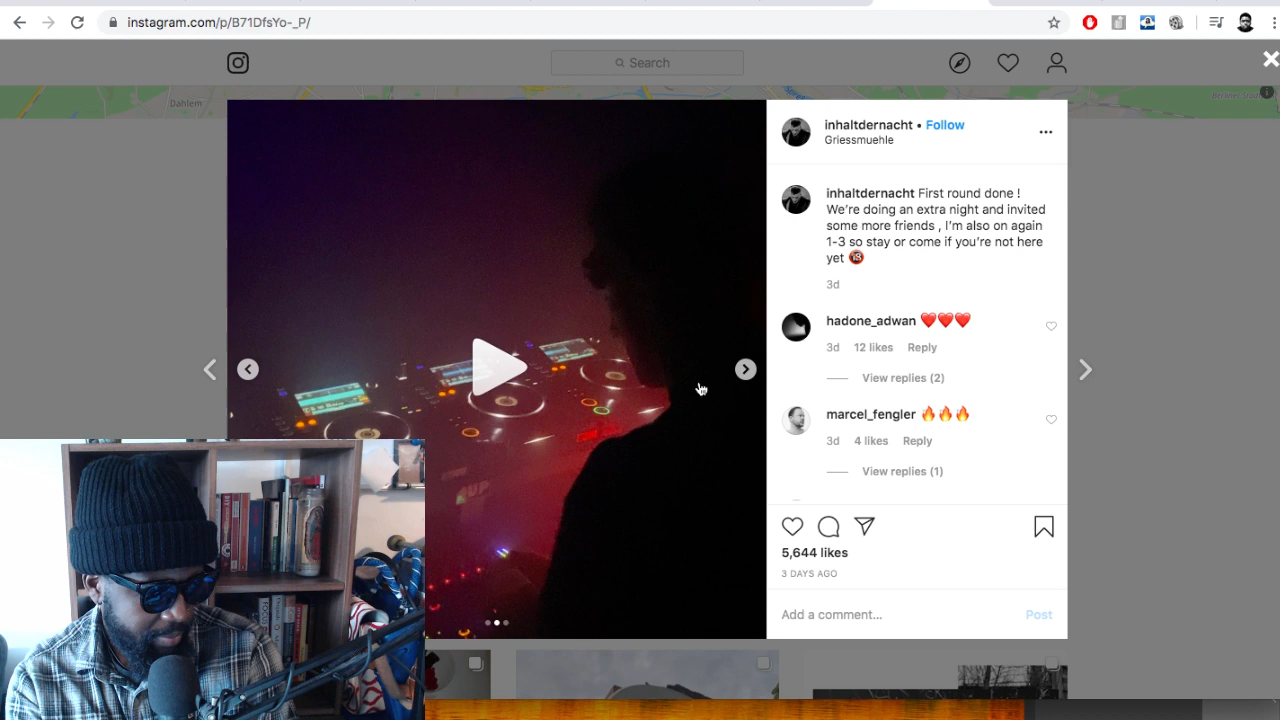 instagram.com/p/B71DfsYo-_P/
Search
Dahlem
inhaltdernacht • Follow
Griessmuehle
inhaltdernacht First round done !
We're doing an extra night and invited
some more friends , I'm also on again
1-3 so stay or come if you're not here
yet 🔞
3d
hadone_adwan ❤️❤️❤️
3d 12 likes Reply
View replies (2)
marcel_fengler 🔥🔥🔥
3d 4 likes Reply
View replies (1)
5,644 likes
3 DAYS AGO
Add a comment... Post